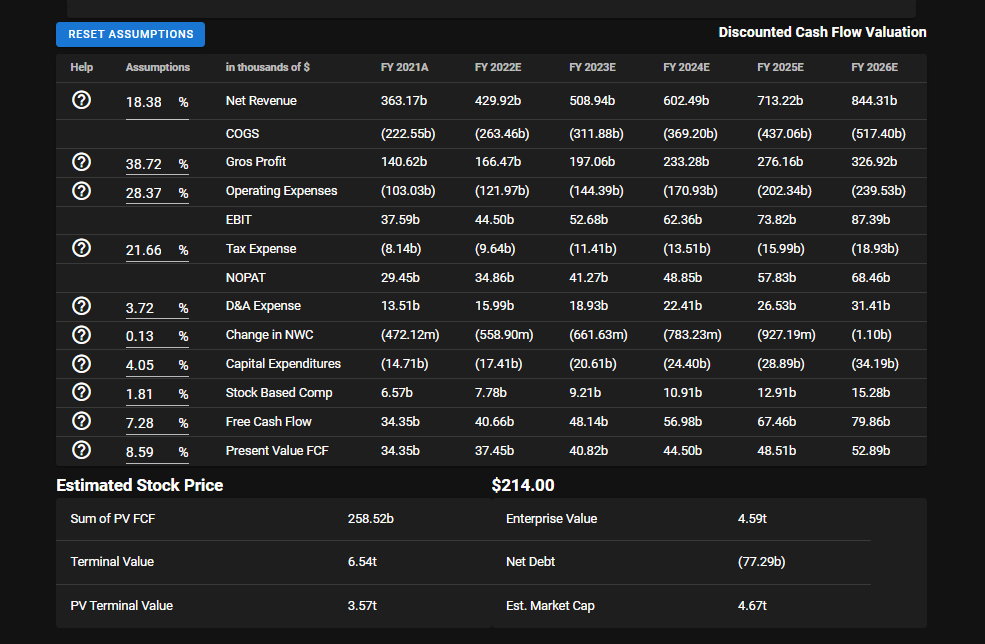 RESET ASSUMPTIONS Discounted Cash Flow Valuation
Help Assumptions in thousands of $ FY 2021A FY 2022E FY 2023E FY 2024E FY 2025E FY 2026E
18.38 % Net Revenue 363.17b 429.92b 508.94b 602.49b 713.22b 844.31b
COGS (222.55b) (263.46b) (311.88b) (369.20b) (437.06b) (517.40b)
38.72 % Gros Profit 140.62b 166.47b 197.06b 233.28b 276.16b 326.92b
28.37 % Operating Expenses (103.03b) (121.97b) (144.39b) (170.93b) (202.34b) (239.53b)
EBIT 37.59b 44.50b 52.68b 62.36b 73.82b 87.39b
21.66 % Tax Expense (8.14b) (9.64b) (11.41b) (13.51b) (15.99b) (18.93b)
NOPAT 29.45b 34.86b 41.27b 48.85b 57.83b 68.46b
3.72 % D&A Expense 13.51b 15.99b 18.93b 22.41b 26.53b 31.41b
0.13 % Change in NWC (472.12m) (558.90m) (661.63m) (783.23m) (927.19m) (1.10b)
4.05 % Capital Expenditures (14.71b) (17.41b) (20.61b) (24.40b) (28.89b) (34.19b)
1.81 % Stock Based Comp 6.57b 7.78b 9.21b 10.91b 12.91b 15.28b
7.28 % Free Cash Flow 34.35b 40.66b 48.14b 56.98b 67.46b 79.86b
8.59 % Present Value FCF 34.35b 37.45b 40.82b 44.50b 48.51b 52.89b
Estimated Stock Price $214.00
Sum of PV FCF 258.52b Enterprise Value 4.59t
Terminal Value 6.54t Net Debt (77.29b)
PV Terminal Value 3.57t Est. Market Cap 4.67t